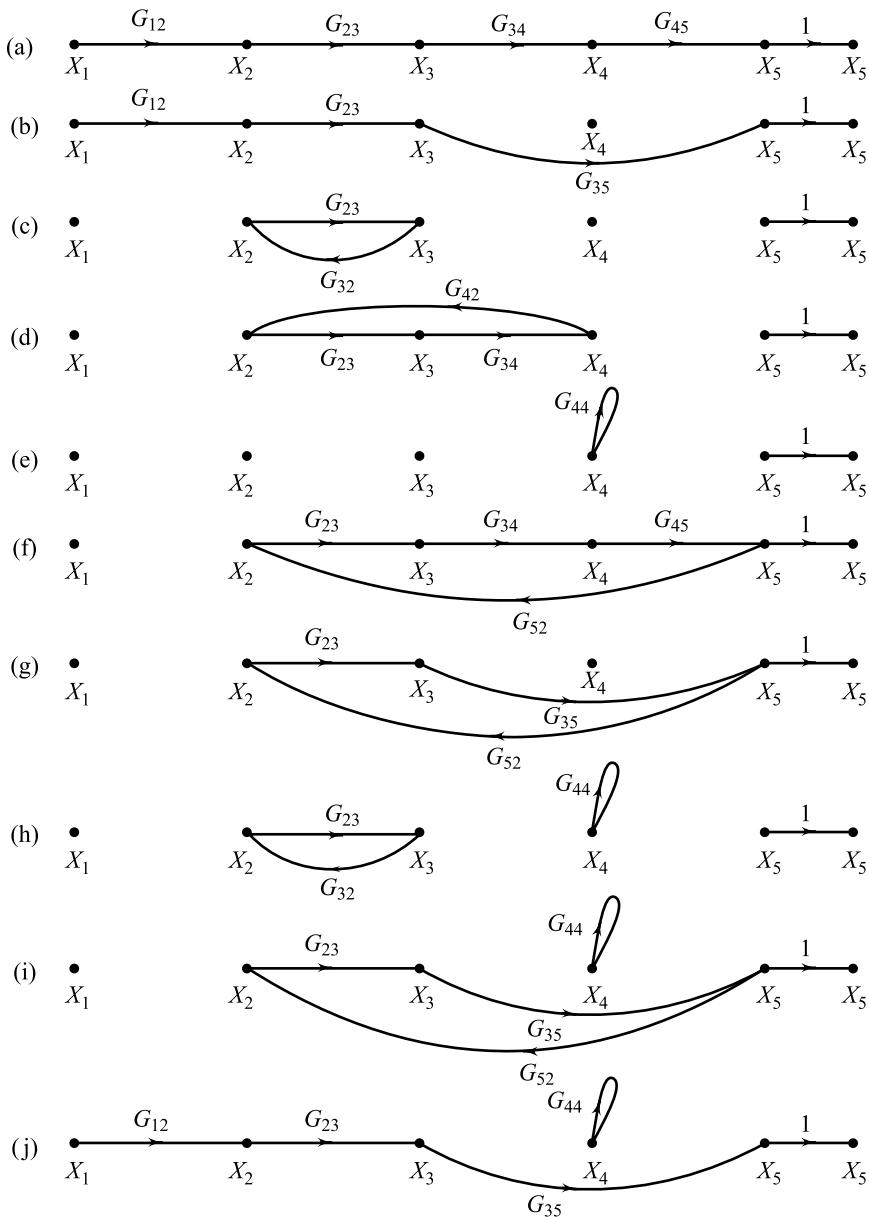 G12 G23 G34 G45 1
(a) X1 X2 X3 X4 X5 X5
G12 G23 1
(b) X1 X2 X3 X4 X5 X5
G35
G23 1
(c) X1 X2 X3 X4 X5 X5
G32
G42 1
(d) X1 X2 G23 X3 G34 X4 X5 X5
G44 1
(e) X1 X2 X3 X4 X5 X5
G23 G34 G45 1
(f) X1 X2 X3 X4 X5 X5
G52
G23 1
(g) X1 X2 X3 X4 X5 X5
G35
G52
G44
G23 1
(h) X1 X2 X3 X4 X5 X5
G32
G44
G23 1
(i) X1 X2 X3 X4 X5 X5
G35
G52
G44
G12 G23 1
(j) X1 X2 X3 X4 X5 X5
G35